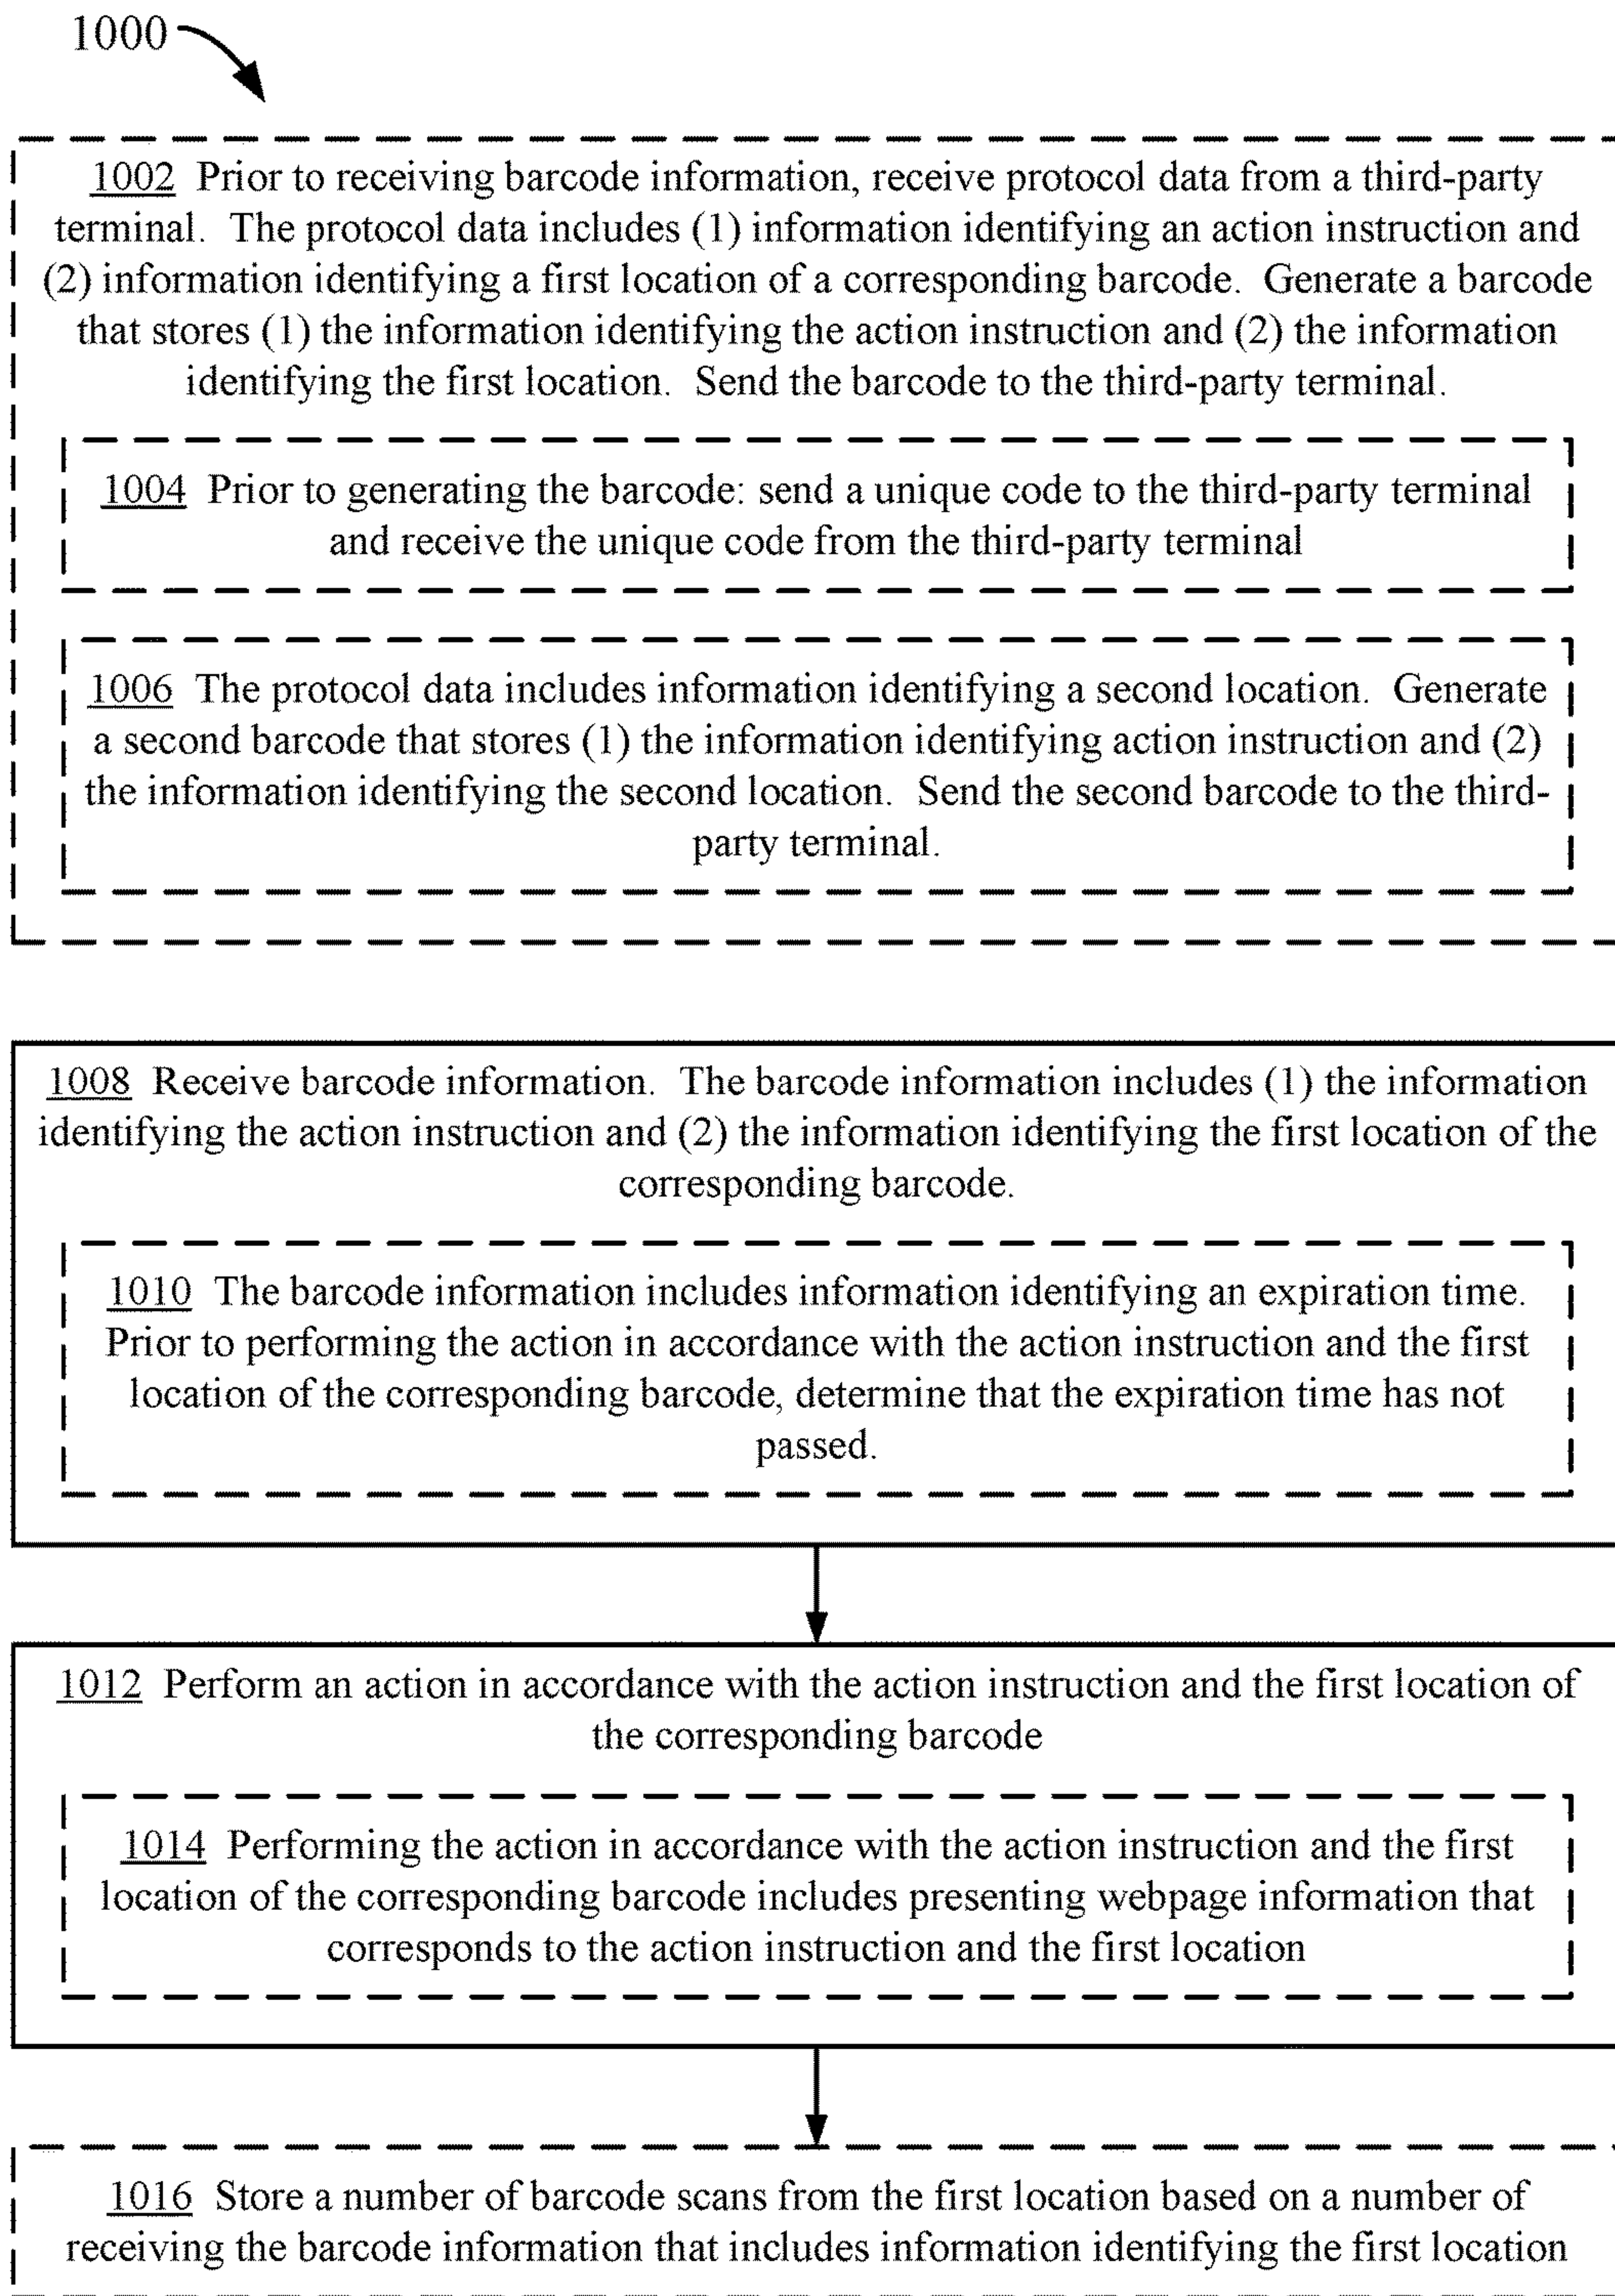 1000
1002 Prior to receiving barcode information, receive protocol data from a third-party
terminal. The protocol data includes (1) information identifying an action instruction and
(2) information identifying a first location of a corresponding barcode. Generate a barcode
that stores (1) the information identifying the action instruction and (2) the information
identifying the first location. Send the barcode to the third-party terminal.
1004 Prior to generating the barcode: send a unique code to the third-party terminal
and receive the unique code from the third-party terminal
1006 The protocol data includes information identifying a second location. Generate
a second barcode that stores (1) the information identifying action instruction and (2)
the information identifying the second location. Send the second barcode to the third-
party terminal.
1008 Receive barcode information. The barcode information includes (1) the information
identifying the action instruction and (2) the information identifying the first location of the
corresponding barcode.
1010 The barcode information includes information identifying an expiration time.
Prior to performing the action in accordance with the action instruction and the first
location of the corresponding barcode, determine that the expiration time has not
passed.
1012 Perform an action in accordance with the action instruction and the first location of
the corresponding barcode
1014 Performing the action in accordance with the action instruction and the first
location of the corresponding barcode includes presenting webpage information that
corresponds to the action instruction and the first location
1016 Store a number of barcode scans from the first location based on a number of
receiving the barcode information that includes information identifying the first location